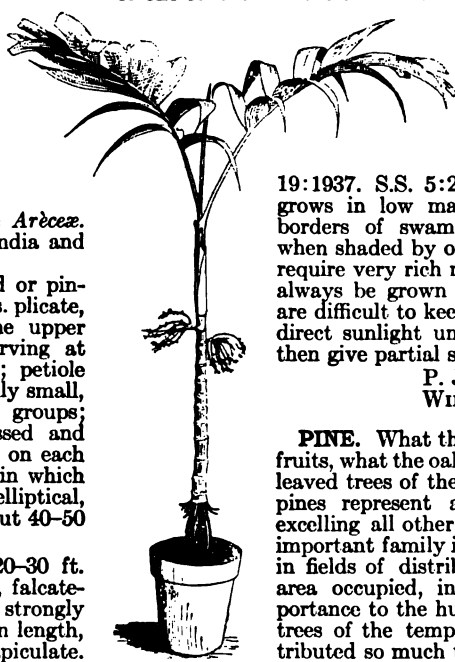 Arèceæ.
ndia and
d or pin-
s. plicate,
ne upper
rving at
; petiole
ly small,
groups;
ssed and
on each
in which
elliptical,
ut 40–50
20–30 ft.
, falcate-
strongly
n length,
apiculate.
19:1937. S.S. 5:2
grows in low ma
borders of swam
when shaded by o
require very rich
always be grown
are difficult to kee
direct sunlight un
then give partial s
P. J
WI
PINE. What th
fruits, what the oal
leaved trees of the
pines represent a
excelling all other
important family i
in fields of distrib
area occupied, in
portance to the hu
trees of the temp
tributed so much